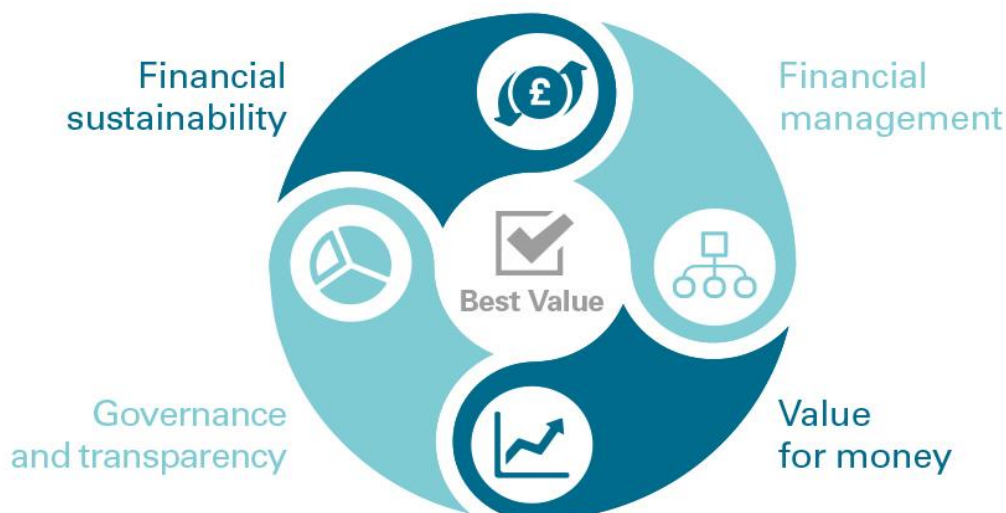 Financial
sustainability
Financial
management
£
Best Value
Governance
and transparency
Value
for money